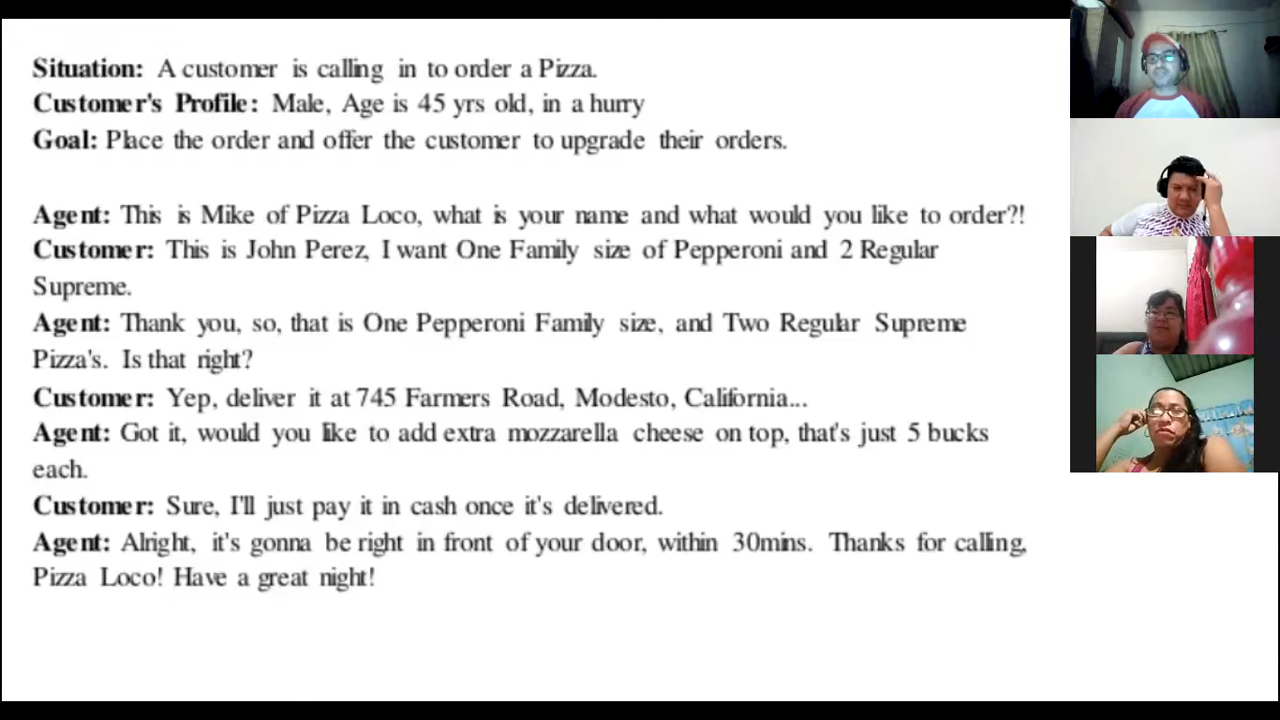 Situation: A customer is calling in to order a Pizza.
Customer's Profile: Male, Age is 45 yrs old, in a hurry
Goal: Place the order and offer the customer to upgrade their orders.
Agent: This is Mike of Pizza Loco, what is your name and what would you like to order?!
Customer: This is John Perez, I want One Family size of Pepperoni and 2 Regular
Supreme.
Agent: Thank you, so, that is One Pepperoni Family size, and Two Regular Supreme
Pizza's. Is that right?
Customer: Yep, deliver it at 745 Farmers Road, Modesto, California...
Agent: Got it, would you like to add extra mozzarella cheese on top, that's just 5 bucks
each.
Customer: Sure, I'll just pay it in cash once it's delivered.
Agent: Alright, it's gonna be right in front of your door, within 30mins. Thanks for calling,
Pizza Loco! Have a great night!